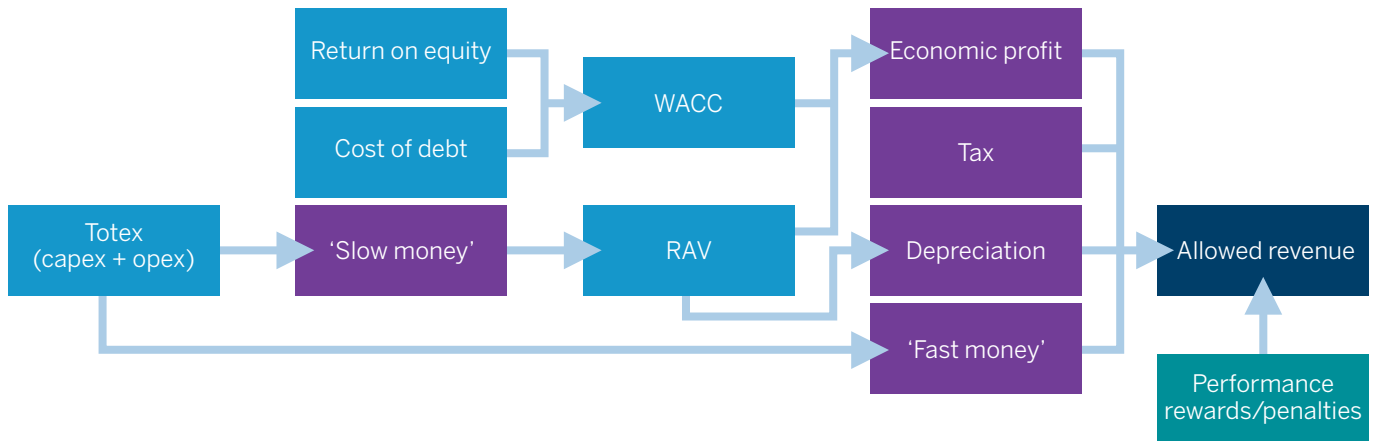 Return on equity
Cost of debt
WACC
Economic profit
Tax
Totex
(capex + opex)
‘Slow money’
RAV
Depreciation
‘Fast money’
Allowed revenue
Performance
rewards/penalties